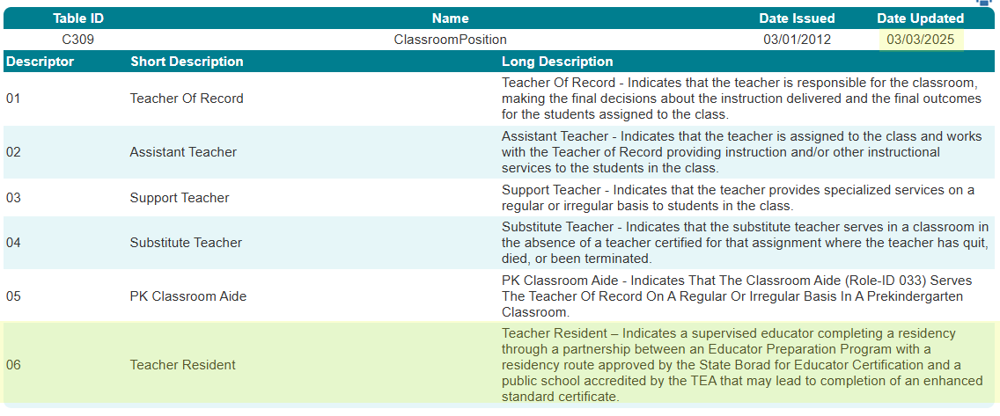 Table ID Name Date Issued Date Updated
C309 ClassroomPosition 03/01/2012 03/03/2025
Descriptor Short Description Long Description
01 Teacher Of Record Teacher Of Record - Indicates that the teacher is responsible for the classroom,
making the final decisions about the instruction delivered and the final outcomes
for the students assigned to the class.
02 Assistant Teacher Assistant Teacher - Indicates that the teacher is assigned to the class and works
with the Teacher of Record providing instruction and/or other instructional
services to the students in the class.
03 Support Teacher Support Teacher - Indicates that the teacher provides specialized services on a
regular or irregular basis to students in the class.
04 Substitute Teacher Substitute Teacher - Indicates that the substitute teacher serves in a classroom in
the absence of a teacher certified for that assignment where the teacher has quit,
died, or been terminated.
05 PK Classroom Aide PK Classroom Aide - Indicates That The Classroom Aide (Role-ID 033) Serves
The Teacher Of Record On A Regular Or Irregular Basis In A Prekindergarten
Classroom.
06 Teacher Resident Teacher Resident – Indicates a supervised educator completing a residency
through a partnership between an Educator Preparation Program with a
residency route approved by the State Borad for Educator Certification and a
public school accredited by the TEA that may lead to completion of an enhanced
standard certificate.